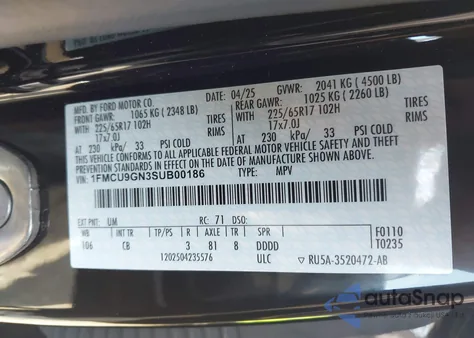 MFD. BY FORD MOTOR CO.
04/25 GVWR: 2041 KG (4500 LB)
FRONT GAWR: REAR GAWR:
1065 KG (2348 LB) 1025 KG (2260 LB)
WITH TIRES WITH TIRES
225/65R17 102H 225/65R17 102H
17x7.0J RIMS 17x7.0J RIMS
AT 230 kPa/ 33 PSI COLD AT 230 kPa/ 33 PSI COLD
THIS VEHICLE CONFORMS TO ALL APPLICABLE FEDERAL MOTOR VEHICLE
SAFETY AND THEFT PREVENTION STANDARDS IN EFFECT ON THE DATE OF MANUFACTURE SHOWN ABOVE.
VIN: 1FMCU9GN3SUB00186 TYPE: MPV
EXT PNT: UM RC: 71 DSO: F0110
WB INT TR TP/PS R AX TR SPR T0235
106 CB 3 81 8 DDDD
1202504235576 ULC ▽ RU5A-3520472-AB
autoSnap